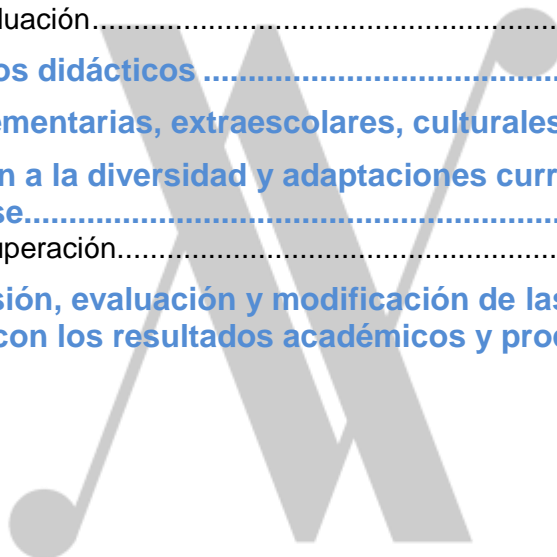 luación............................................................
os didácticos ..................................................
ementarias, extraescolares, culturales
n a la diversidad y adaptaciones curr
se......................................................................
uperación.........................................................
sión, evaluación y modificación de las
con los resultados académicos y proc